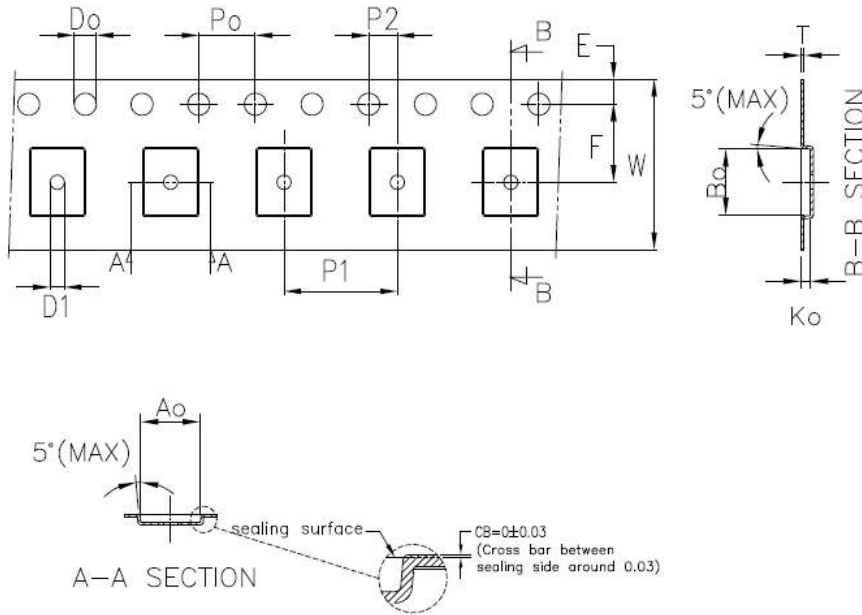 Do
Po
P2
B
E
T
5°(MAX)
F
W
Bo
B-B SECTION
A
A
P1
D1
B
Ko
Ao
5°(MAX)
sealing surface
CB=0±0.03
(Cross bar between
sealing side around 0.03)
A-A SECTION